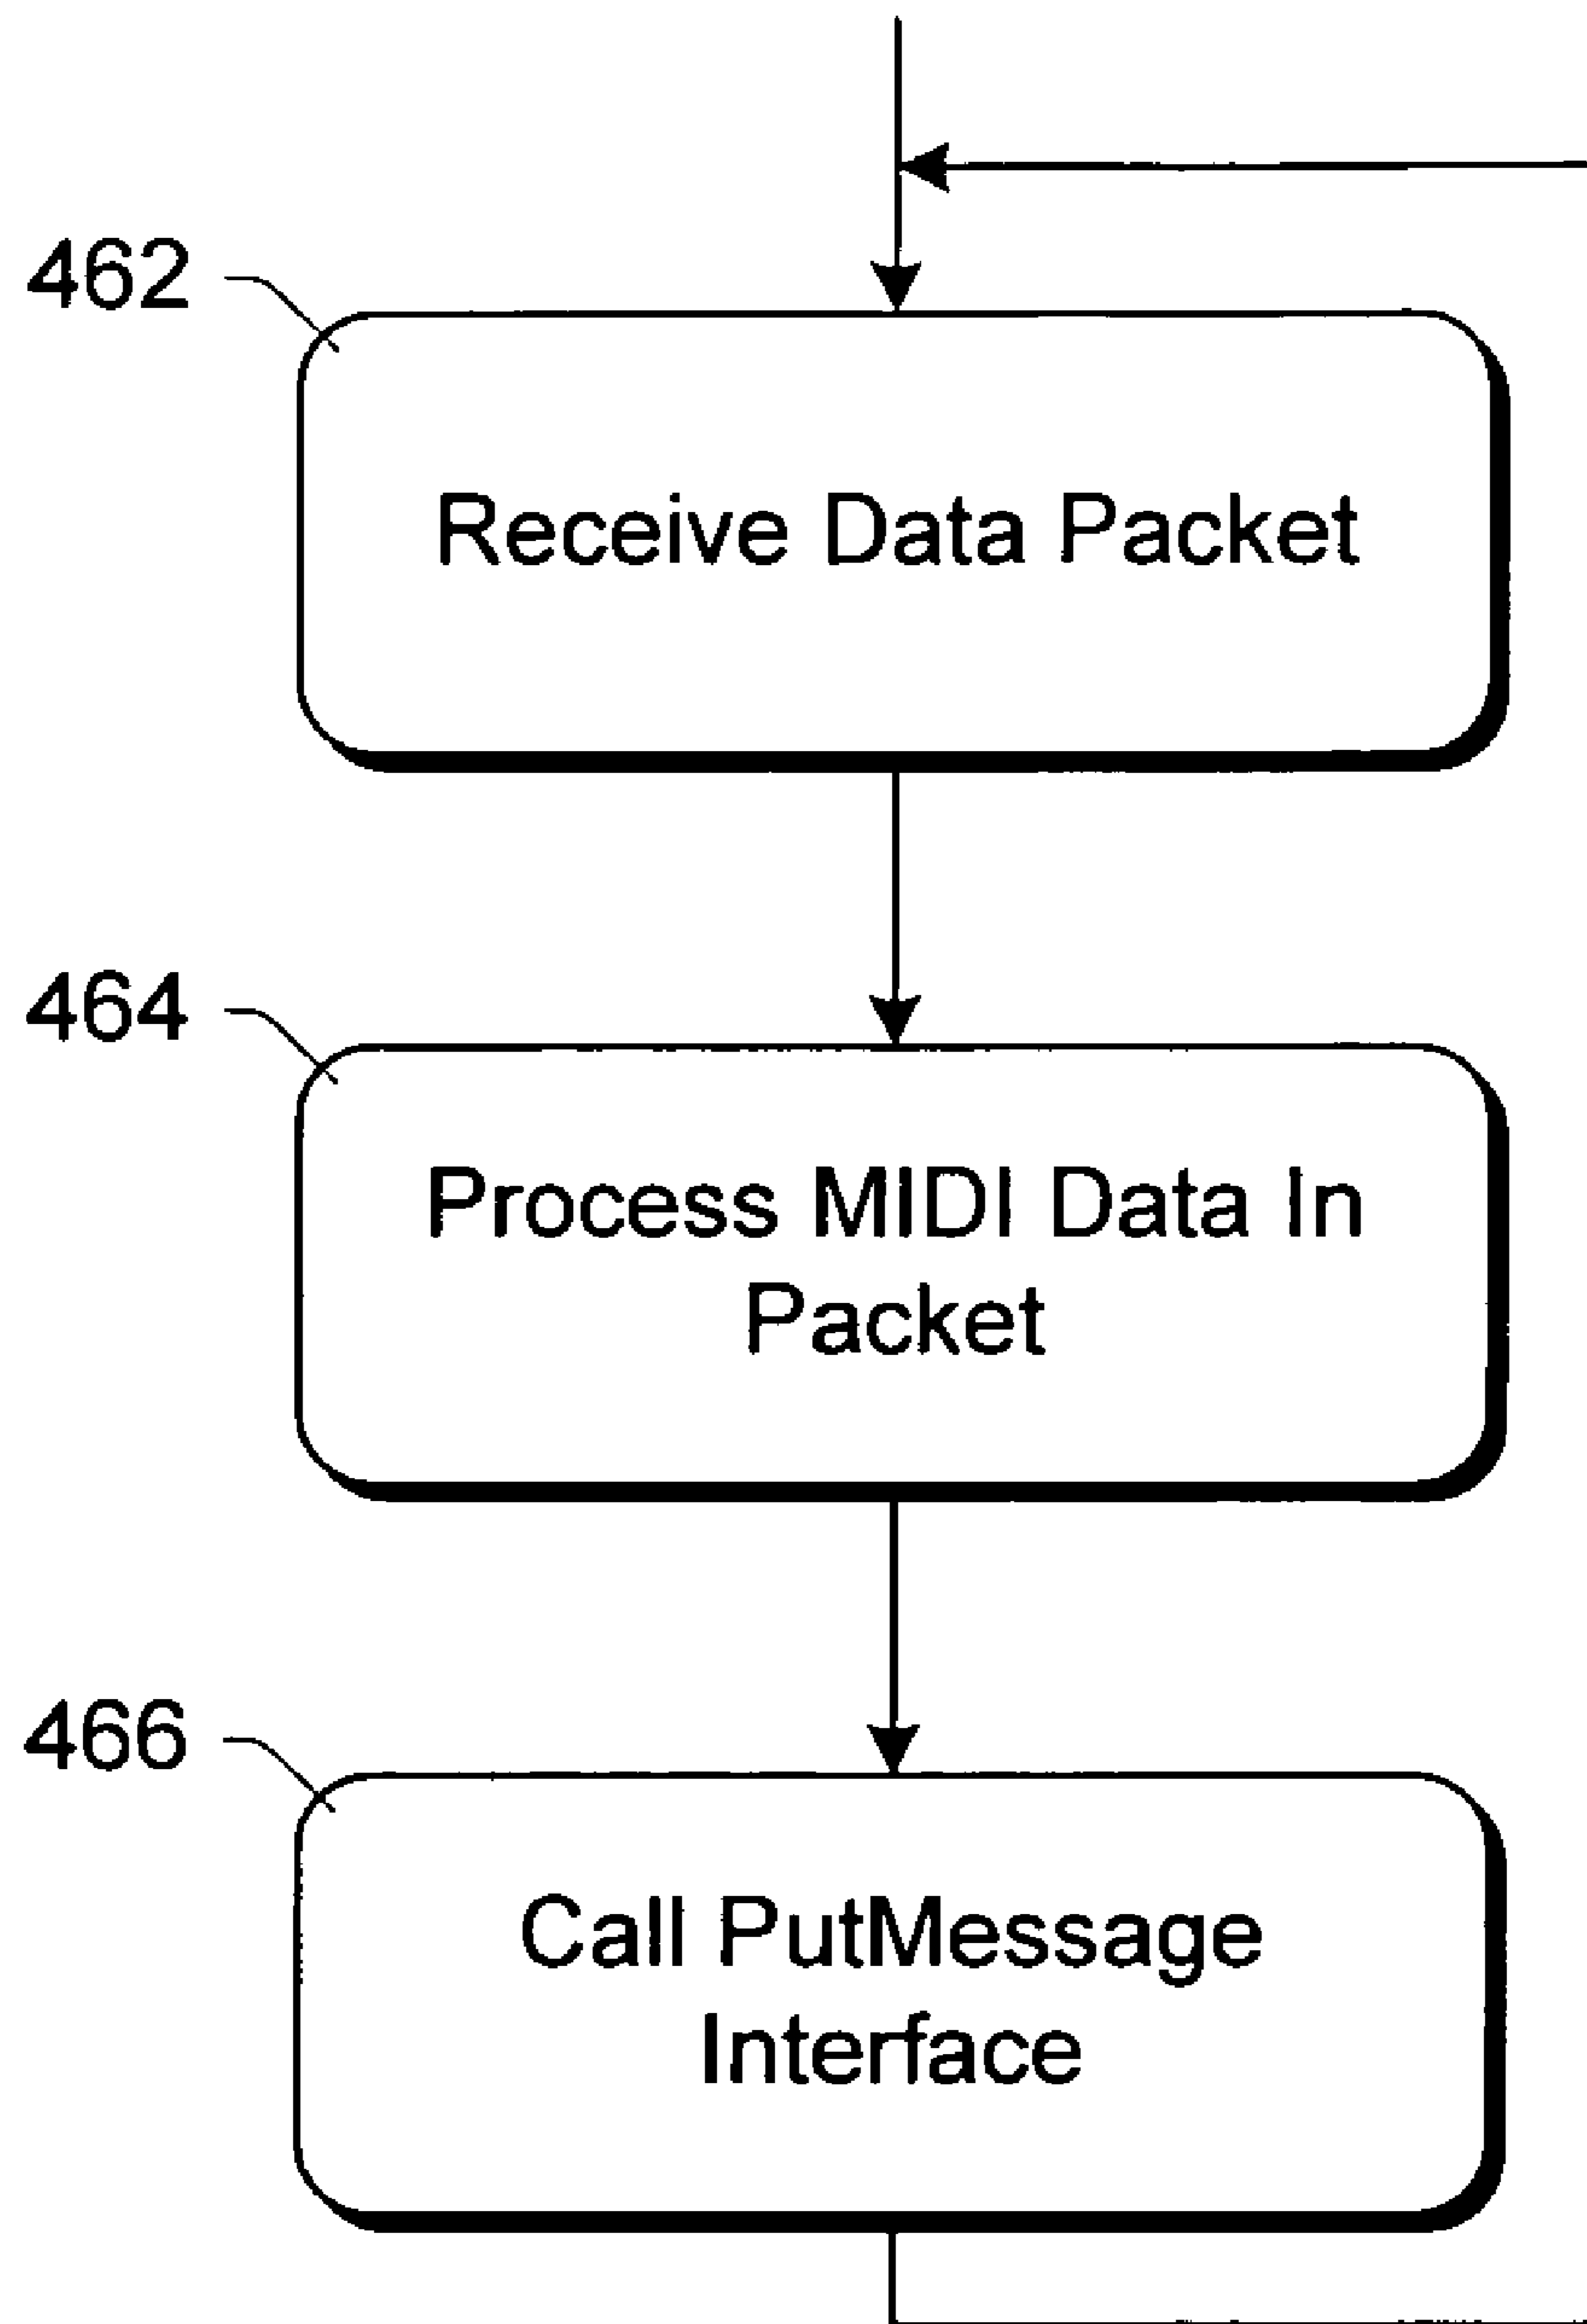 462
Receive Data Packet
464
Process MIDI Data In
Packet
466
Call PutMessage
Interface